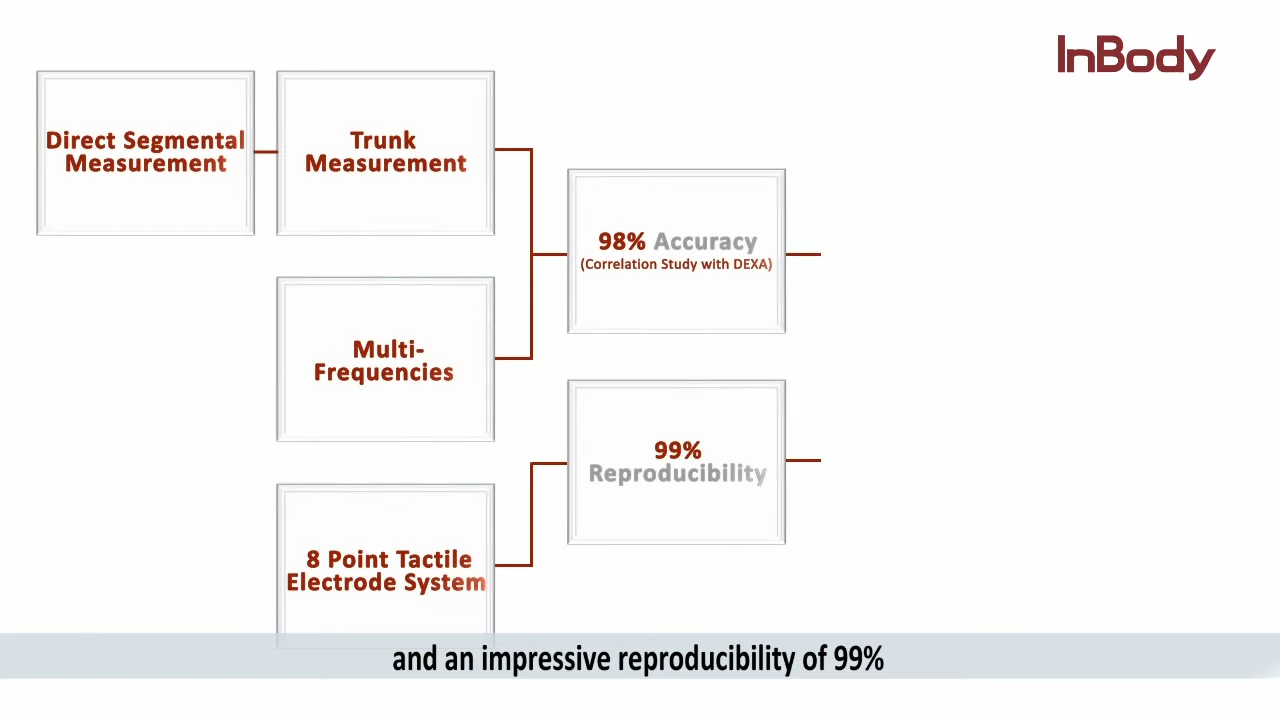 InBody
Direct Segmental
Measurement
Trunk
Measurement
98% Accuracy
(Correlation Study with DEXA)
Multi-
Frequencies
99%
Reproducibility
8 Point Tactile
Electrode System
and an impressive reproducibility of 99%